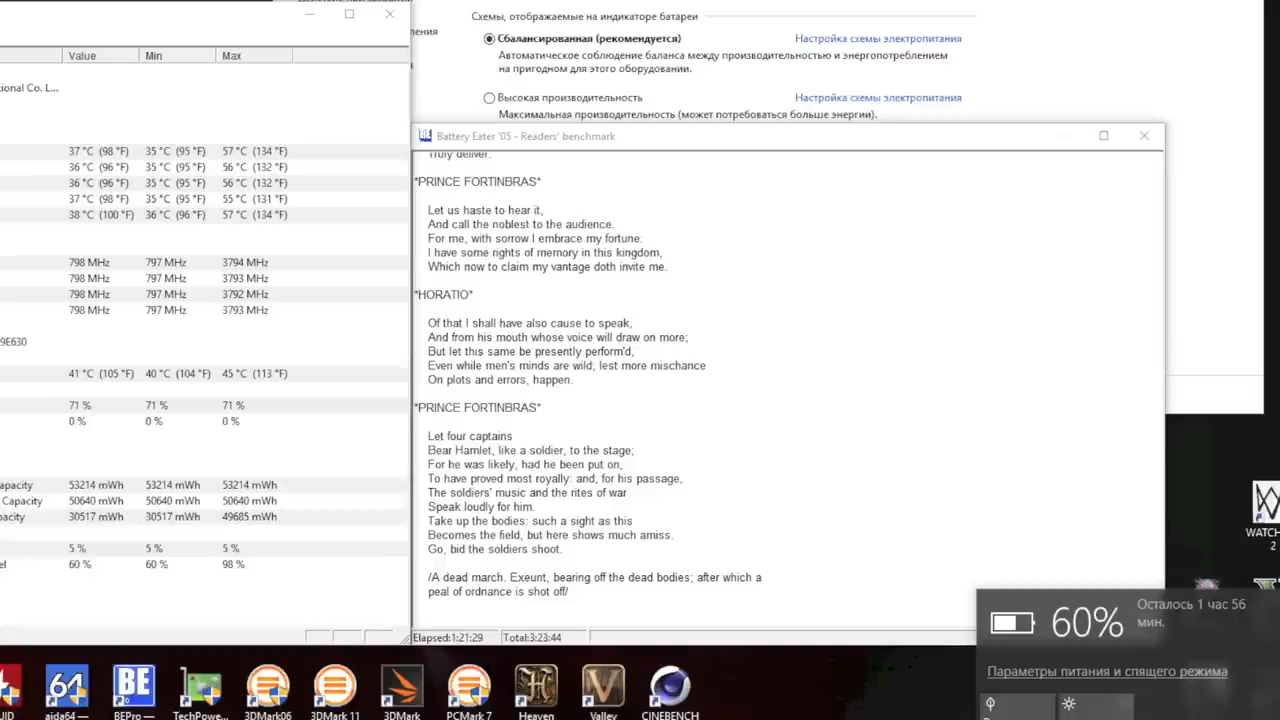 Value Min Max
ional Co. L...
37 °C (98 °F) 35 °C (95 °F) 57 °C (134 °F)
36 °C (96 °F) 35 °C (95 °F) 56 °C (132 °F)
36 °C (96 °F) 35 °C (95 °F) 56 °C (132 °F)
37 °C (98 °F) 35 °C (95 °F) 55 °C (131 °F)
38 °C (100 °F) 36 °C (96 °F) 57 °C (134 °F)
798 MHz 797 MHz 3794 MHz
798 MHz 797 MHz 3793 MHz
798 MHz 797 MHz 3792 MHz
798 MHz 797 MHz 3793 MHz
9E630
41 °C (105 °F) 40 °C (104 °F) 45 °C (113 °F)
71 % 71 % 71 %
0 % 0 % 0 %
apacity 53214 mWh 53214 mWh 53214 mWh
Capacity 50640 mWh 50640 mWh 50640 mWh
pacity 30517 mWh 30517 mWh 49685 mWh
5 % 5 % 5 %
el 60 % 60 % 98 %
ления
Схемы, отображаемые на индикаторе батареи
Сбалансированная (рекомендуется) Настройка схемы электропитания
Автоматическое соблюдение баланса между производительностью и энергопотреблением
на пригодном для этого оборудовании.
Высокая производительность Настройка схемы электропитания
Максимальная производительность (может потребоваться больше энергии).
Battery Eater '05 - Readers' benchmark
Truly deliver.
*PRINCE FORTINBRAS*
Let us haste to hear it,
And call the noblest to the audience.
For me, with sorrow I embrace my fortune:
I have some rights of memory in this kingdom,
Which now to claim my vantage doth invite me.
*HORATIO*
Of that I shall have also cause to speak,
And from his mouth whose voice will draw on more;
But let this same be presently perform'd,
Even while men's minds are wild; lest more mischance
On plots and errors, happen.
*PRINCE FORTINBRAS*
Let four captains
Bear Hamlet, like a soldier, to the stage;
For he was likely, had he been put on,
To have proved most royally: and, for his passage,
The soldiers' music and the rites of war
Speak loudly for him.
Take up the bodies: such a sight as this
Becomes the field, but here shows much amiss.
Go, bid the soldiers shoot.
/A dead march. Exeunt, bearing off the dead bodies; after which a
peal of ordnance is shot off/
Elapsed:1:21:29 Total:3:23:44
WATCH
2
60% Осталось 1 час 56
мин.
Параметры питания и спящего режима
64
BE
UID
aida64 —
BEPro —
TechPowe...
3DMark06
3DMark 11
3DMark
PCMark 7
Heaven
Valley
CINEBENCH